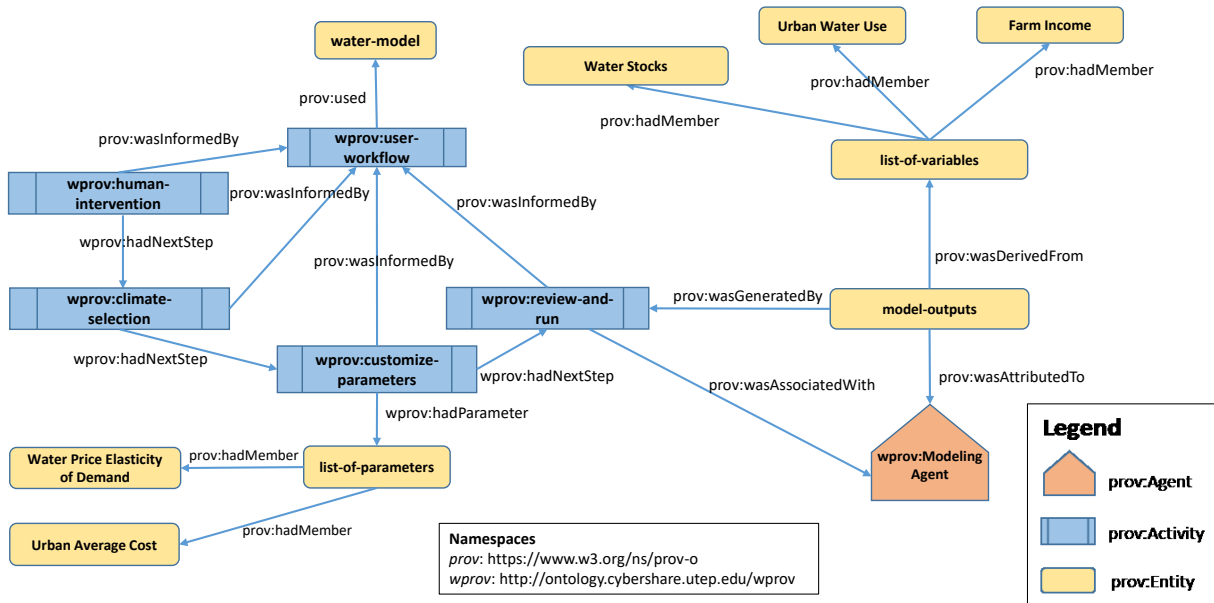 water-model
Urban Water Use
Farm Income
Water Stocks
prov:hadMember
prov:hadMember
prov:used
prov:hadMember
prov:wasInformedBy
wprov:user-
workflow
list-of-variables
wprov:human-
intervention
prov:wasInformedBy
prov:wasInformedBy
wprov:hadNextStep
prov:wasInformedBy
prov:wasDerivedFrom
wprov:climate-
selection
wprov:review-and-
run
prov:wasGeneratedBy
model-outputs
wprov:hadNextStep
wprov:customize-
parameters
wprov:hadNextStep
prov:wasAssociatedWith
prov:wasAttributedTo
wprov:hadParameter
Water Price Elasticity
of Demand
prov:hadMember
list-of-parameters
wprov:Modeling
Agent
Urban Average Cost
prov:hadMember
Namespaces
prov: https://www.w3.org/ns/prov-o
wprov: http://ontology.cybershare.utep.edu/wprov
Legend
prov:Agent
prov:Activity
prov:Entity